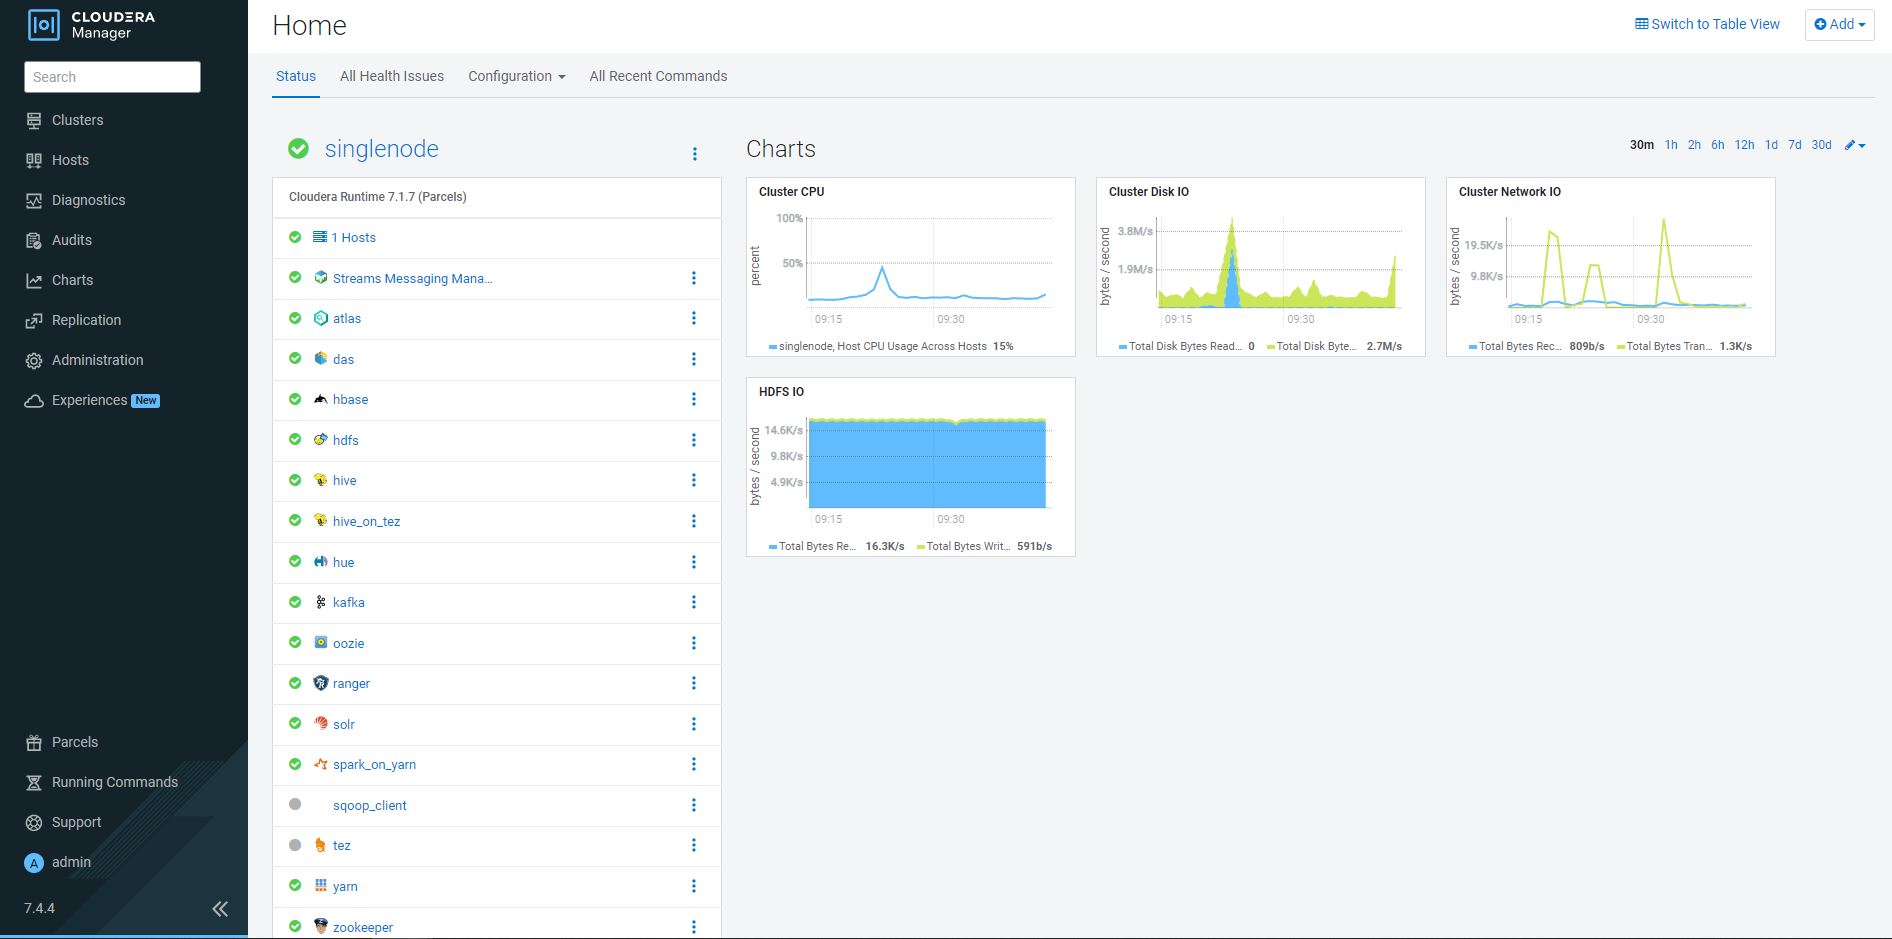 CLOUDERA
Manager
Search
Clusters
Hosts
Diagnostics
Audits
Charts
Replication
Administration
Experiences New
Parcels
Running Commands
Support
A admin
7.4.4
Home
Switch to Table View
Add
Status All Health Issues Configuration All Recent Commands
singlenode
Cloudera Runtime 7.1.7 (Parcels)
1 Hosts
Streams Messaging Mana...
atlas
das
hbase
hdfs
hive
hive_on_tez
hue
kafka
oozie
ranger
solr
spark_on_yarn
sqoop_client
tez
yarn
zookeeper
Charts
30m 1h 2h 6h 12h 1d 7d 30d
Cluster CPU
percent
100%
50%
09:15 09:30
singlenode, Host CPU Usage Across Hosts 15%
Cluster Disk IO
bytes / second
3.8M/s
1.9M/s
09:15 09:30
Total Disk Bytes Read... 0 Total Disk Byte... 2.7M/s
Cluster Network IO
bytes / second
19.5K/s
9.8K/s
09:15 09:30
Total Bytes Rec... 809b/s Total Bytes Tran... 1.3K/s
HDFS IO
bytes / second
14.6K/s
9.8K/s
4.9K/s
09:15 09:30
Total Bytes Re... 16.3K/s Total Bytes Writ... 591b/s